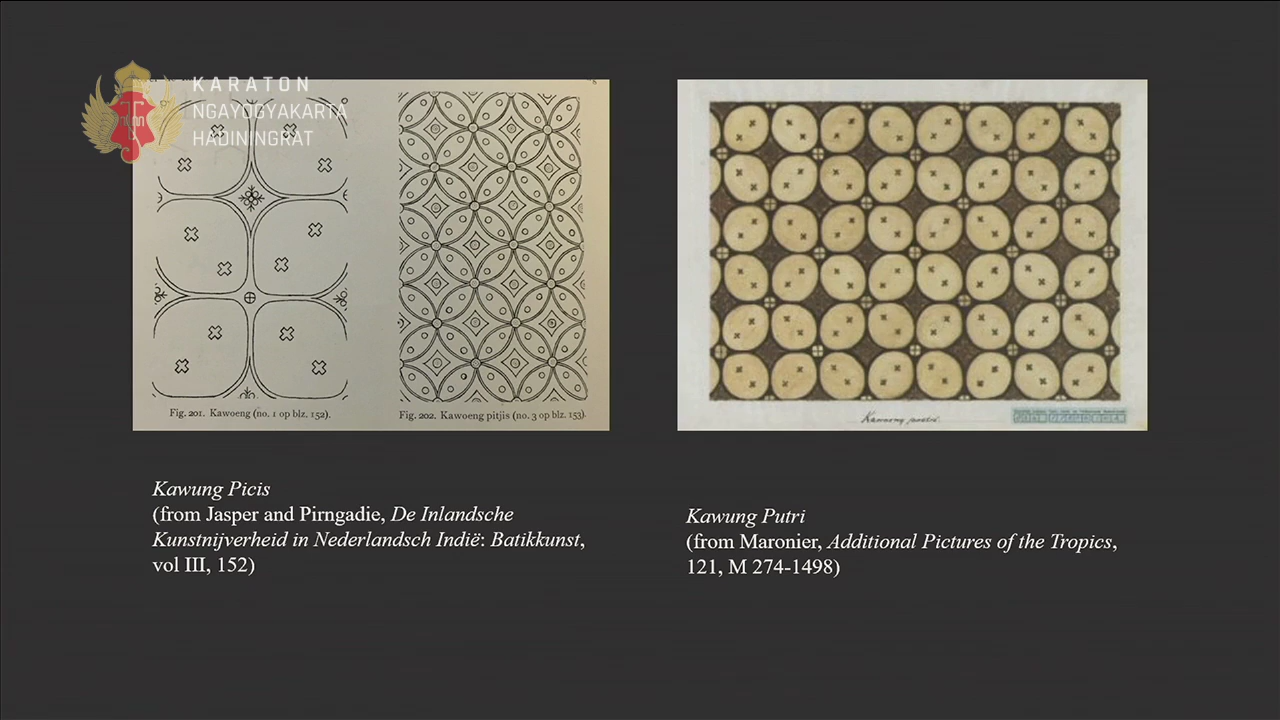 KARATON
NGAYOGYAKARTA
HADININGRAT
Fig. 201. Kawoeng (no. 1 op blz. 152).
Fig. 202. Kawoeng pitjis (no. 3 op blz. 153).
Kawoeng poetri.
Kawung Picis
(from Jasper and Pirngadie, De Inlandsche
Kunstnijverheid in Nederlandsch Indië: Batikkunst,
vol III, 152)
Kawung Putri
(from Maronier, Additional Pictures of the Tropics,
121, M 274-1498)